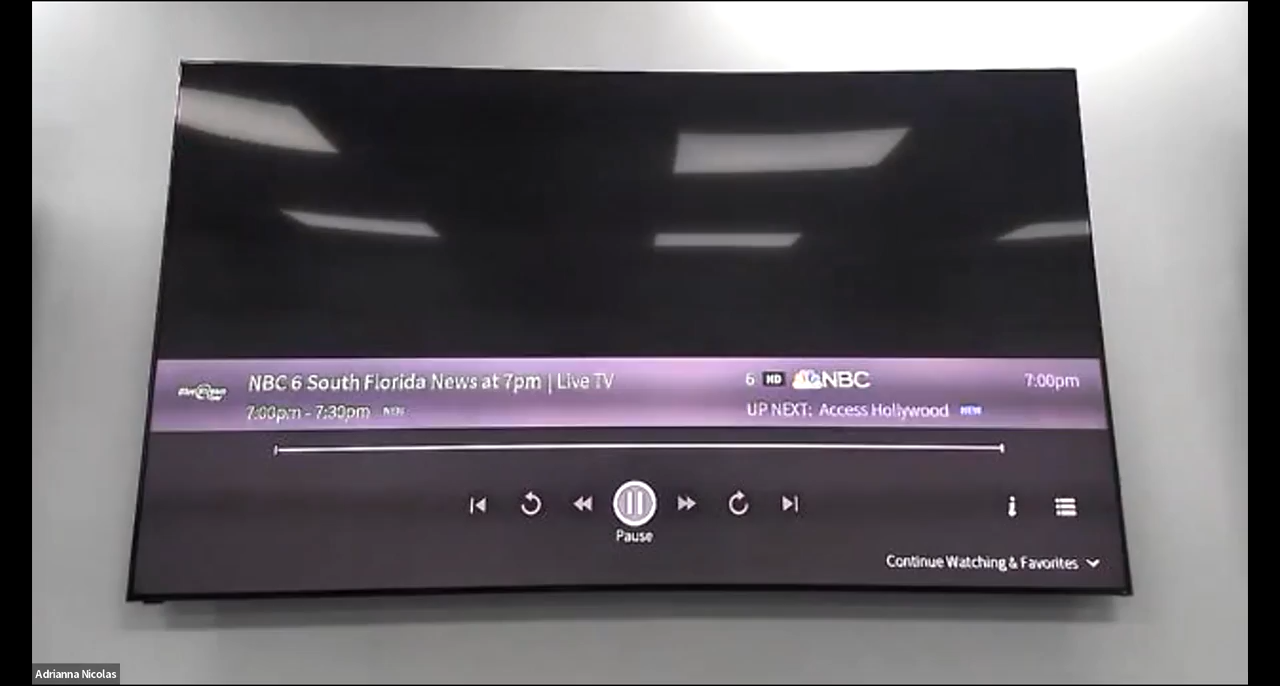 NBC 6 South Florida News at 7pm | Live TV
7:00pm - 7:30pm NEW
6 HD NBC
UP NEXT: Access Hollywood NEW
7:00pm
Pause
Continue Watching & Favorites
Adrianna Nicolas